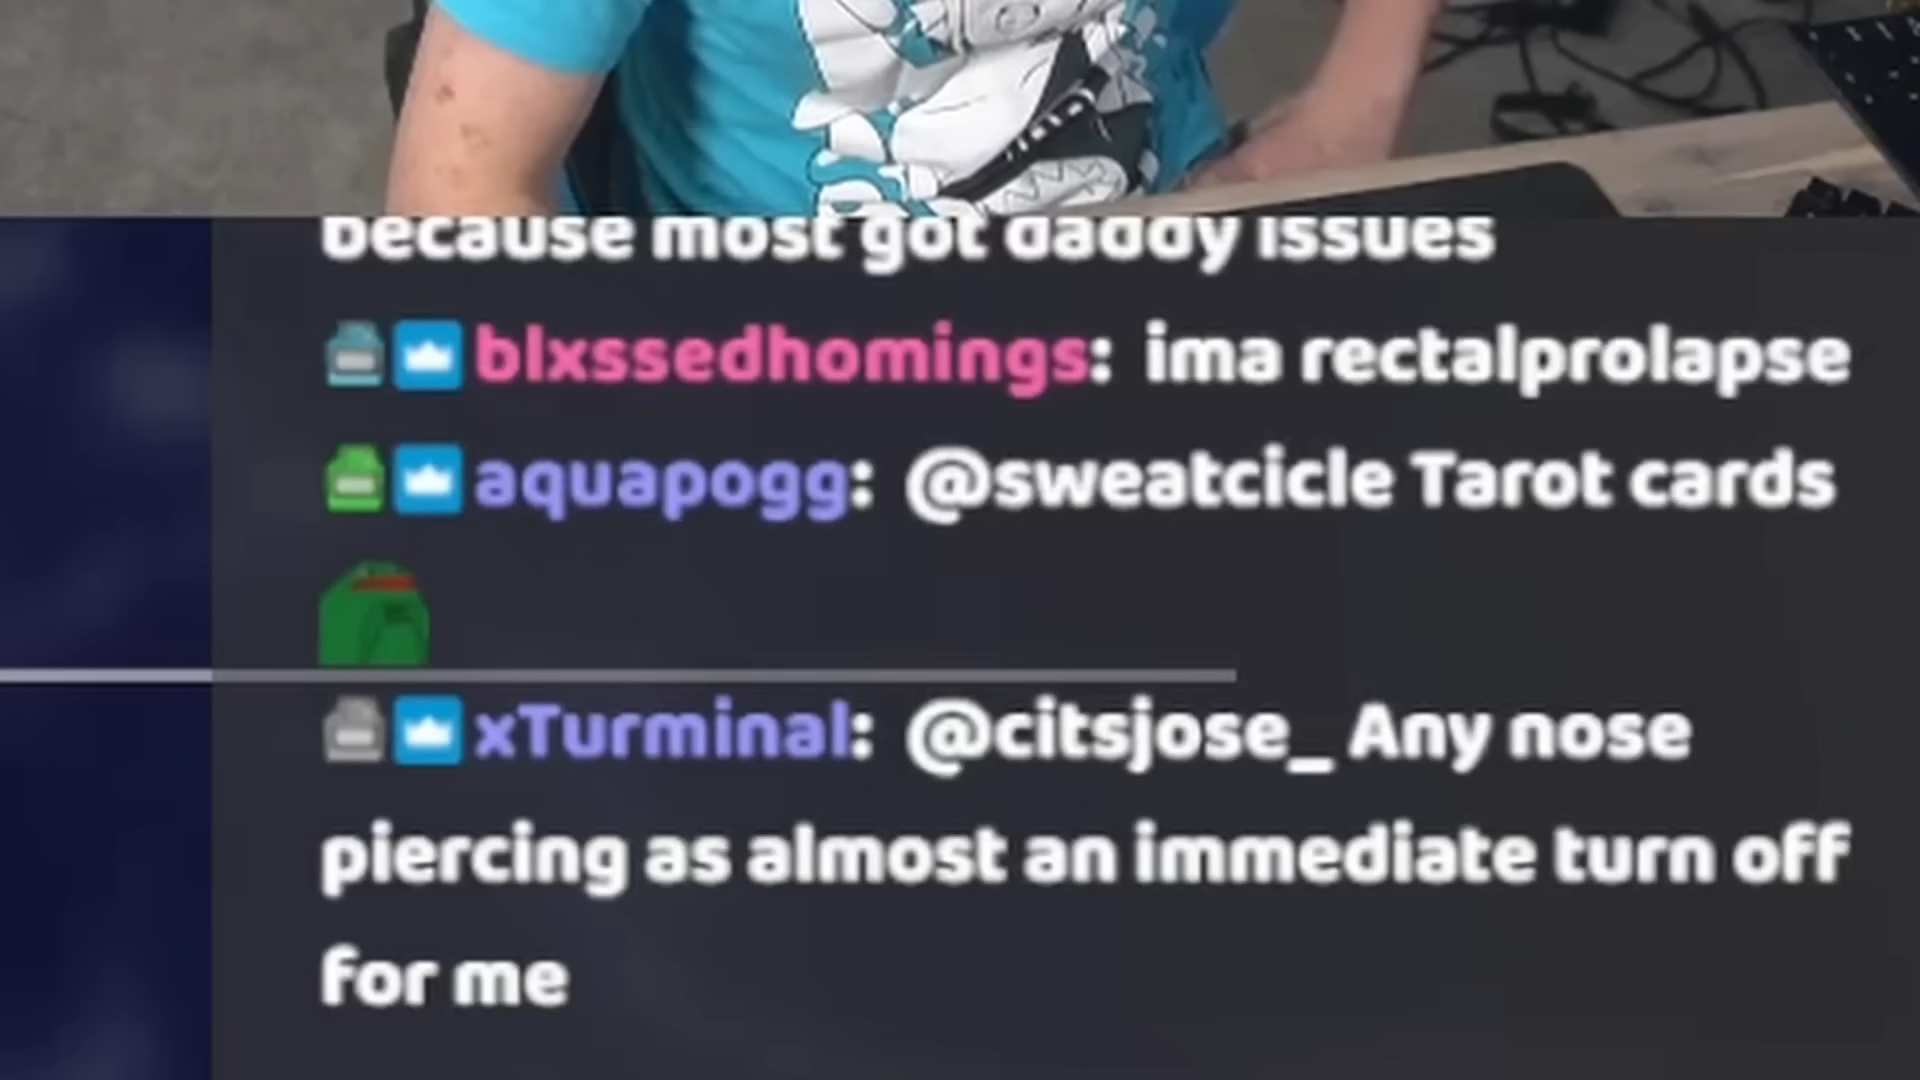 because most got daddy issues
blxssedhomings: ima rectalprolapse
aquapogg: @sweatcicle Tarot cards
xTurminal: @citsjose_ Any nose
piercing as almost an immediate turn off
for me